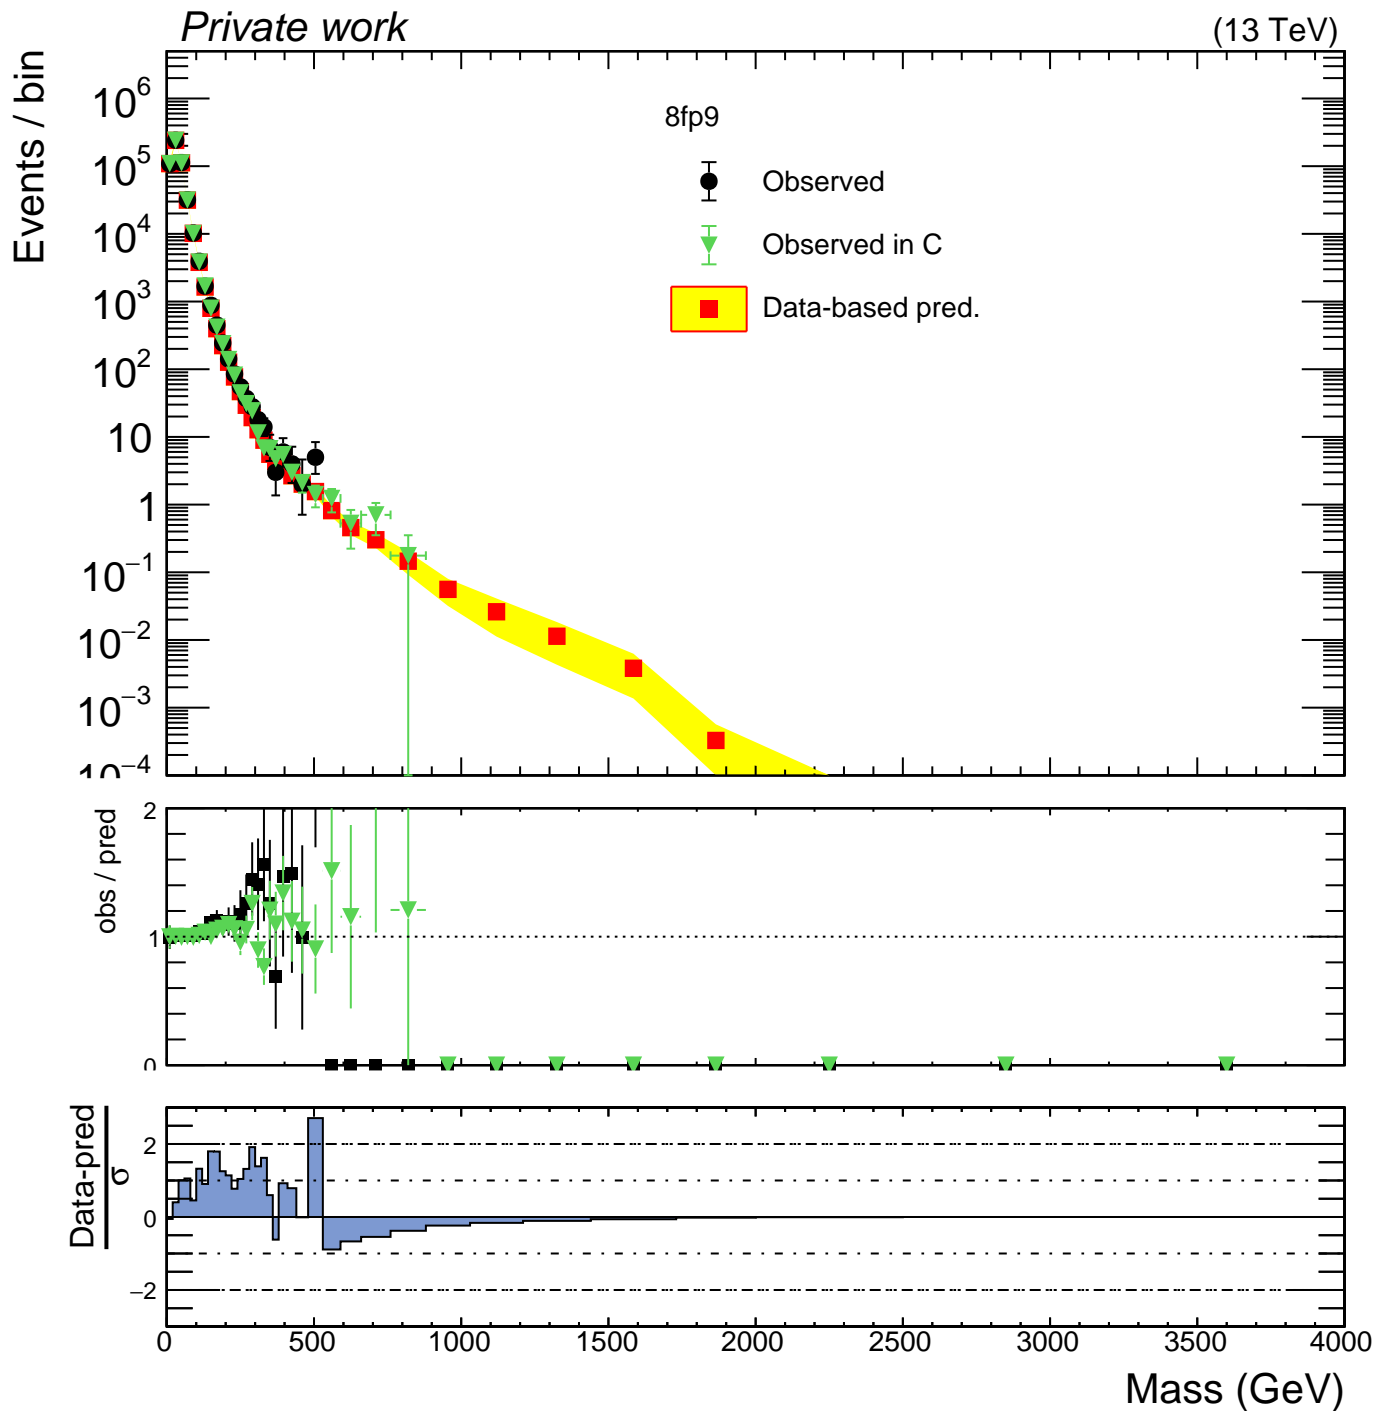 Private work
(13 TeV)
Events / bin
10^6
10^5
10^4
10^3
10^2
10
1
10^−1
10^−2
10^−3
10^−4
8fp9
Observed
Observed in C
Data-based pred.
obs / pred
2
1
0
Data-pred
σ
2
0
−2
0 500 1000 1500 2000 2500 3000 3500 4000
Mass (GeV)